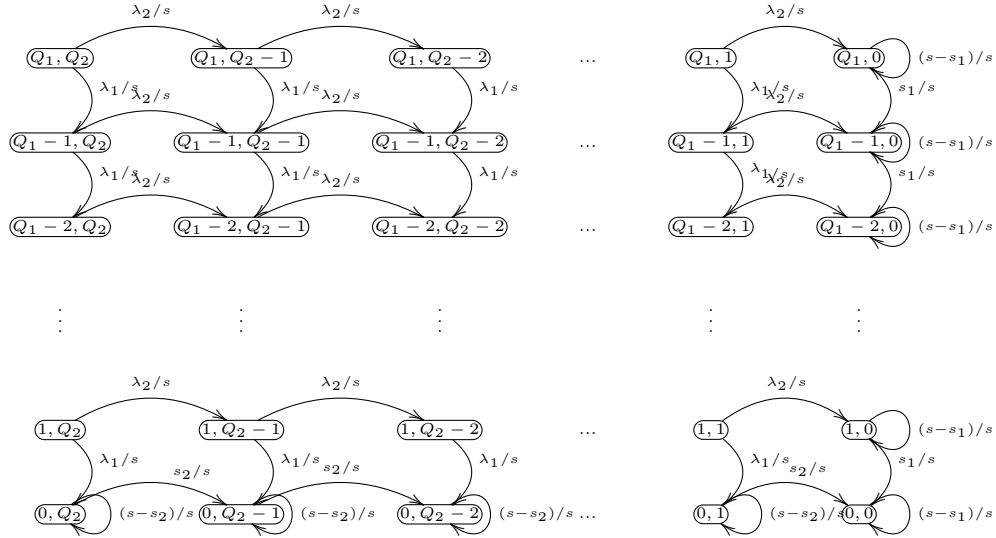 λ₂/s λ₂/s λ₂/s
Q₁, Q₂ Q₁, Q₂ − 1 Q₁, Q₂ − 2 ... Q₁, 1 Q₁, 0 (s−s₁)/s
λ₁/s λ₂/s λ₁/s λ₂/s λ₁/s λ₁/s λ₂/s s₁/s
Q₁ − 1, Q₂ Q₁ − 1, Q₂ − 1 Q₁ − 1, Q₂ − 2 ... Q₁ − 1, 1 Q₁ − 1, 0 (s−s₁)/s
λ₁/s λ₂/s λ₁/s λ₂/s λ₁/s λ₁/s λ₂/s s₁/s
Q₁ − 2, Q₂ Q₁ − 2, Q₂ − 1 Q₁ − 2, Q₂ − 2 ... Q₁ − 2, 1 Q₁ − 2, 0 (s−s₁)/s
⋮ ⋮ ⋮ ⋮ ⋮
λ₂/s λ₂/s λ₂/s
1, Q₂ 1, Q₂ − 1 1, Q₂ − 2 ... 1, 1 1, 0 (s−s₁)/s
λ₁/s s₂/s λ₁/s s₂/s λ₁/s λ₁/s s₂/s s₁/s
0, Q₂ (s−s₂)/s 0, Q₂ − 1 (s−s₂)/s 0, Q₂ − 2 (s−s₂)/s ... 0, 1 (s−s₂)/s 0, 0 (s−s₁)/s